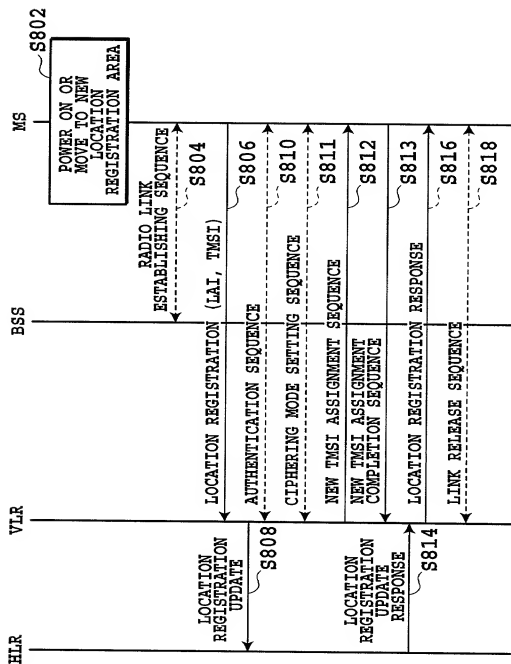 HLR
VLR
BSS
MS
S802
POWER ON OR
MOVE TO NEW
LOCATION
REGISTRATION AREA
RADIO LINK
ESTABLISHING SEQUENCE
S804
LOCATION REGISTRATION (LAI, TMSI)
S806
LOCATION
REGISTRATION
UPDATE
S808
AUTHENTICATION SEQUENCE
S810
CIPHERING MODE SETTING SEQUENCE
S811
NEW TMSI ASSIGNMENT SEQUENCE
S812
NEW TMSI ASSIGNMENT
COMPLETION SEQUENCE
S813
LOCATION
REGISTRATION
UPDATE
RESPONSE
S814
LOCATION REGISTRATION RESPONSE
S816
LINK RELEASE SEQUENCE
S818